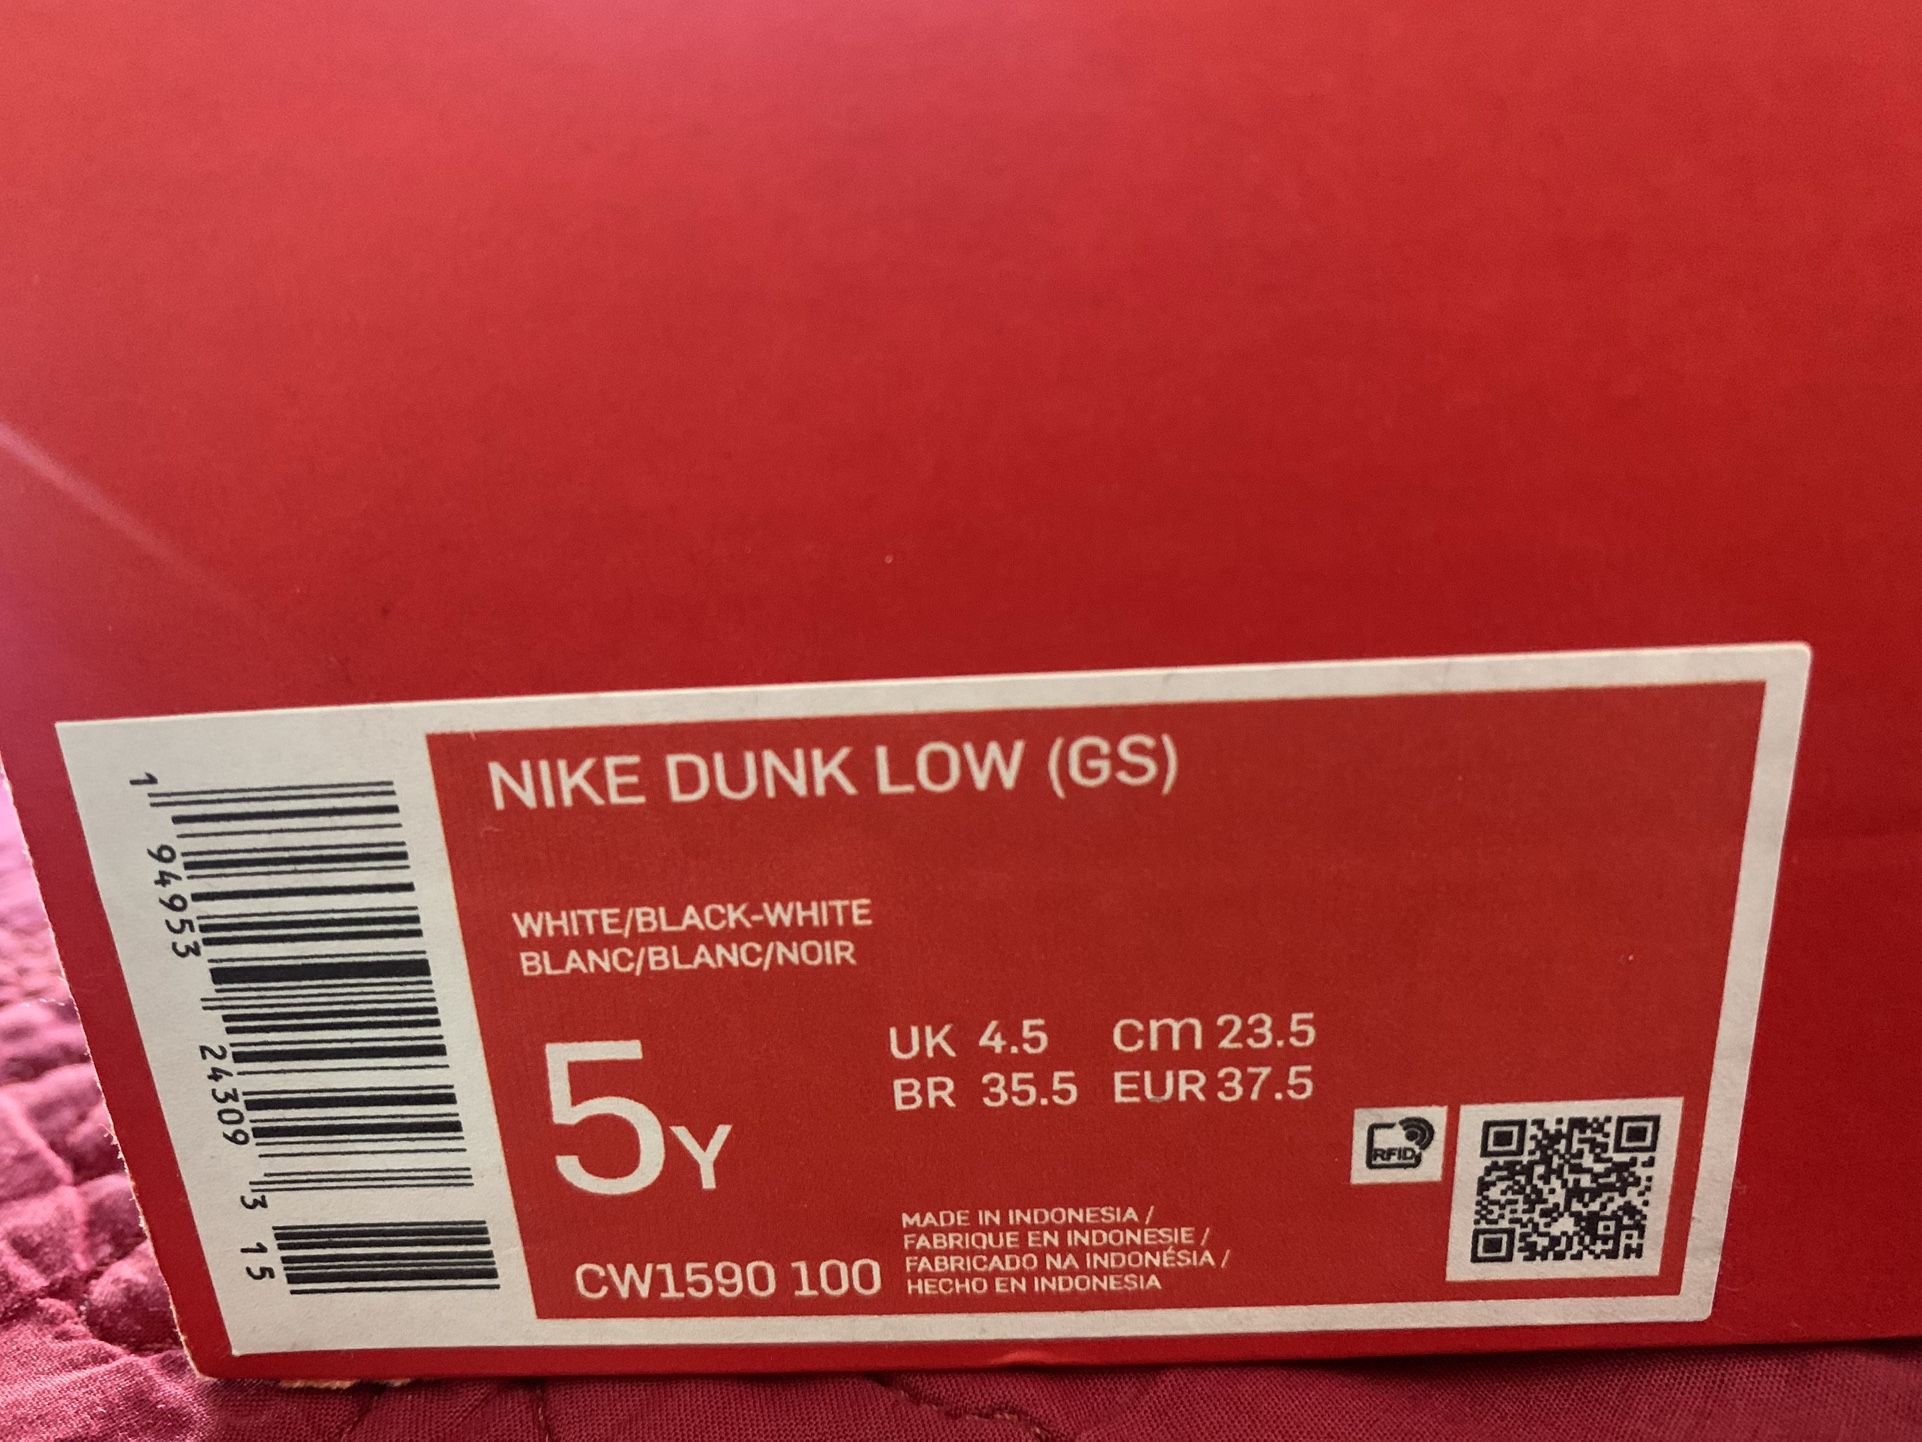 NIKE DUNK LOW (GS)
WHITE/BLACK-WHITE
BLANC/BLANC/NOIR
5Y
UK 4.5 cm 23.5
BR 35.5 EUR 37.5
CW1590 100
MADE IN INDONESIA /
FABRIQUE EN INDONESIE /
FABRICADO NA INDONÉSIA /
HECHO EN INDONESIA
RFID
1 94953 24309 3 15